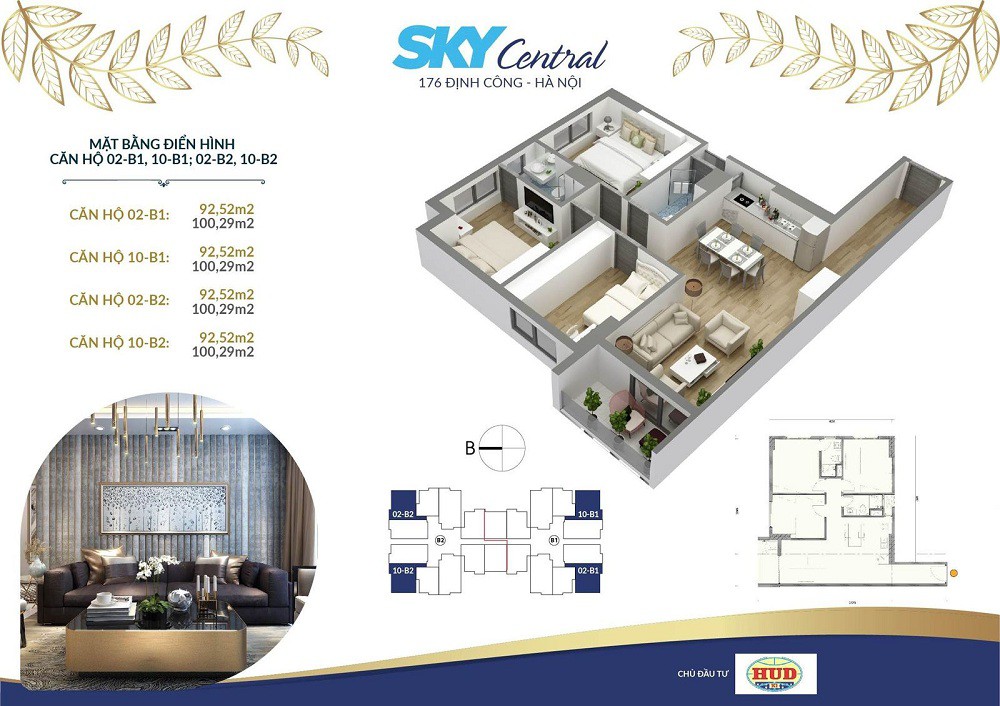 SKY Central
176 ĐỊNH CÔNG - HÀ NỘI
MẶT BẰNG ĐIỂN HÌNH
CĂN HỘ 02-B1, 10-B1; 02-B2, 10-B2
CĂN HỘ 02-B1: 92,52m2
100,29m2
CĂN HỘ 10-B1: 92,52m2
100,29m2
CĂN HỘ 02-B2: 92,52m2
100,29m2
CĂN HỘ 10-B2: 92,52m2
100,29m2
B
02-B2
10-B1
B2
B1
10-B2
02-B1
CHỦ ĐẦU TƯ
HUD